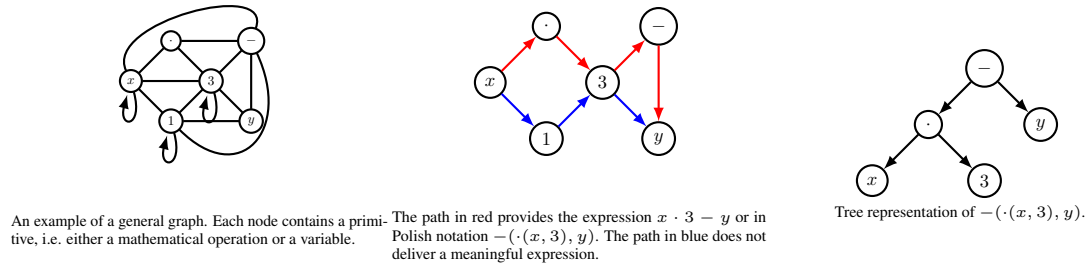 ·
−
x
3
1
y
An example of a general graph. Each node contains a primi-
tive, i.e. either a mathematical operation or a variable.
·
−
x
3
1
y
The path in red provides the expression x · 3 − y or in
Polish notation −(·(x, 3), y). The path in blue does not
deliver a meaningful expression.
−
·
y
x
3
Tree representation of −(·(x, 3), y).